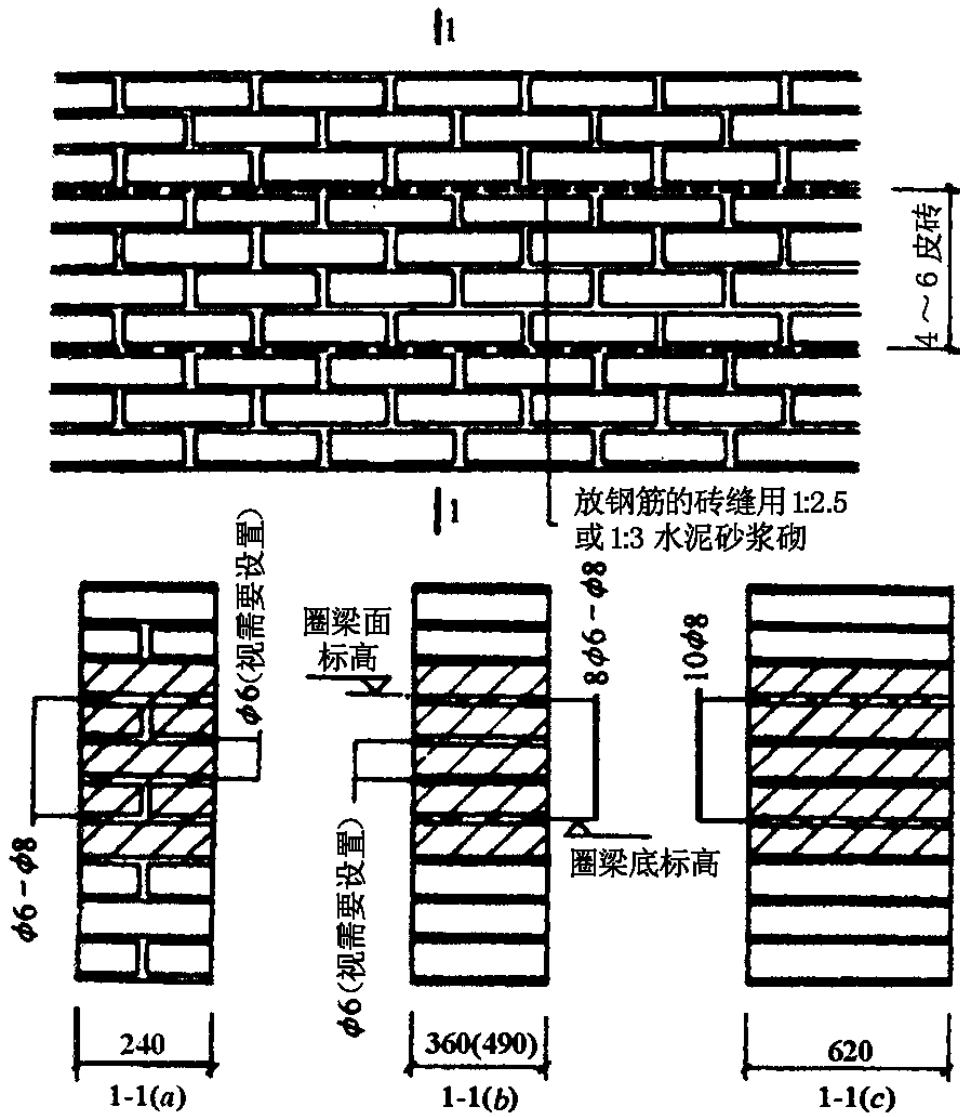 1
4～6皮砖
1
放钢筋的砖缝用1:2.5
或1:3 水泥砂浆砌
ϕ6－ϕ8
ϕ6(视需要设置)
240
1-1(a)
圈梁面
标高
ϕ6(视需要设置)
8ϕ6－ϕ8
圈梁底标高
360(490)
1-1(b)
10ϕ8
620
1-1(c)